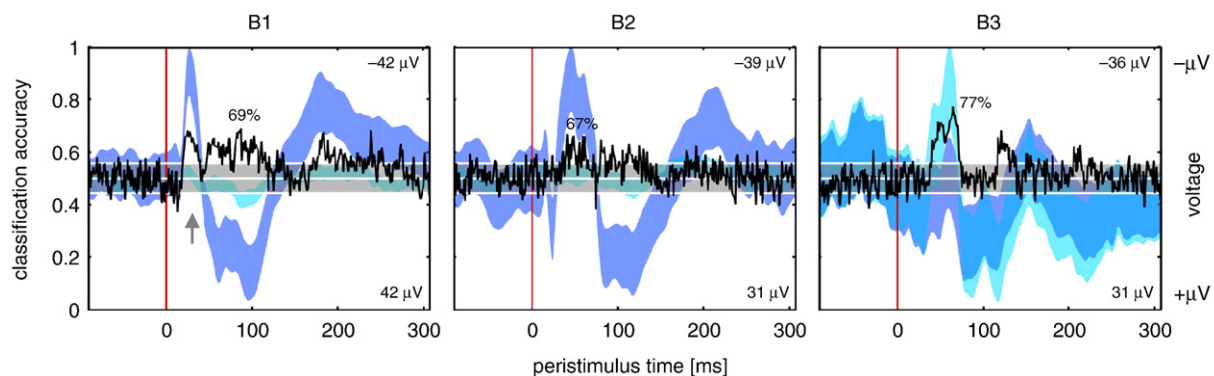 B1 B2 B3
1 –42 µV –39 µV –36 µV –µV
0.8 69% 67% 77%
0.6
0.4
0.2
0 42 µV 31 µV 31 µV +µV
classification accuracy
voltage
0 100 200 300 0 100 200 300 0 100 200 300
peristimulus time [ms]